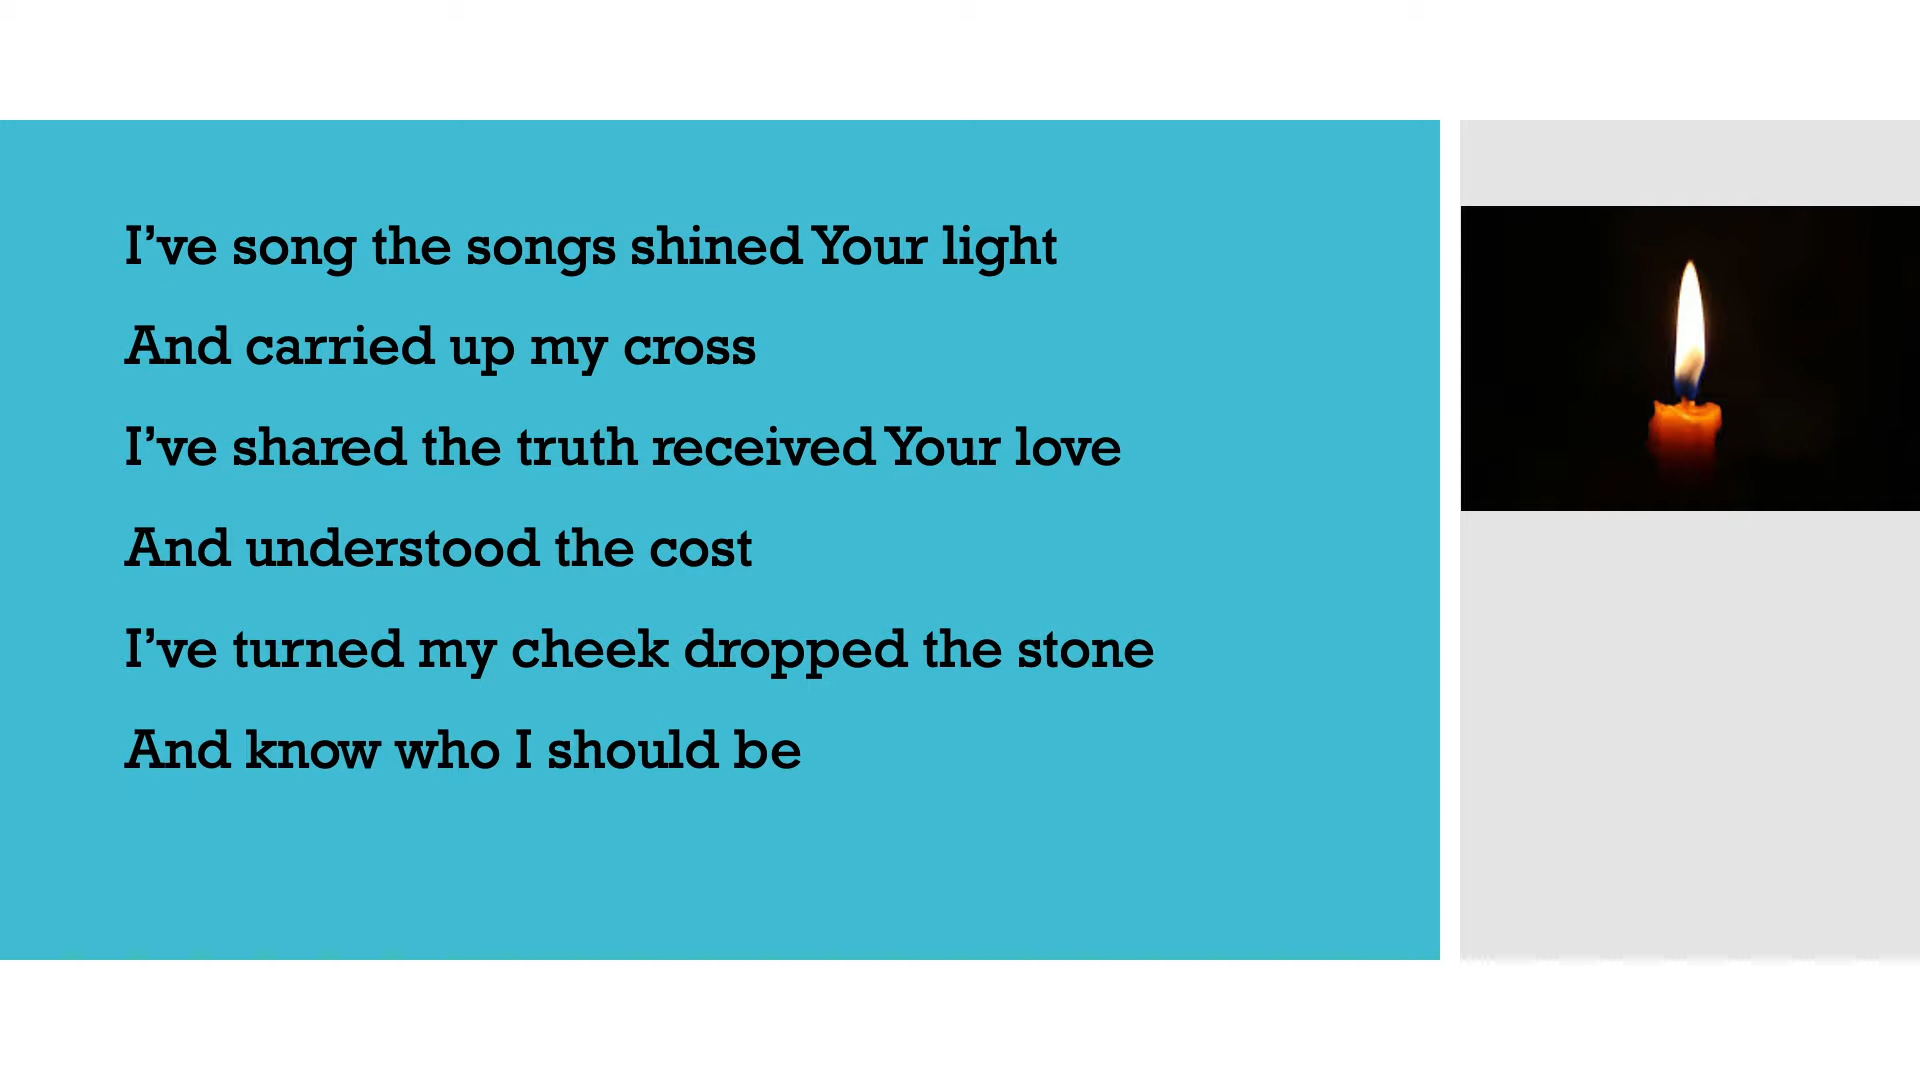 I’ve song the songs shined Your light
And carried up my cross
I’ve shared the truth received Your love
And understood the cost
I’ve turned my cheek dropped the stone
And know who I should be